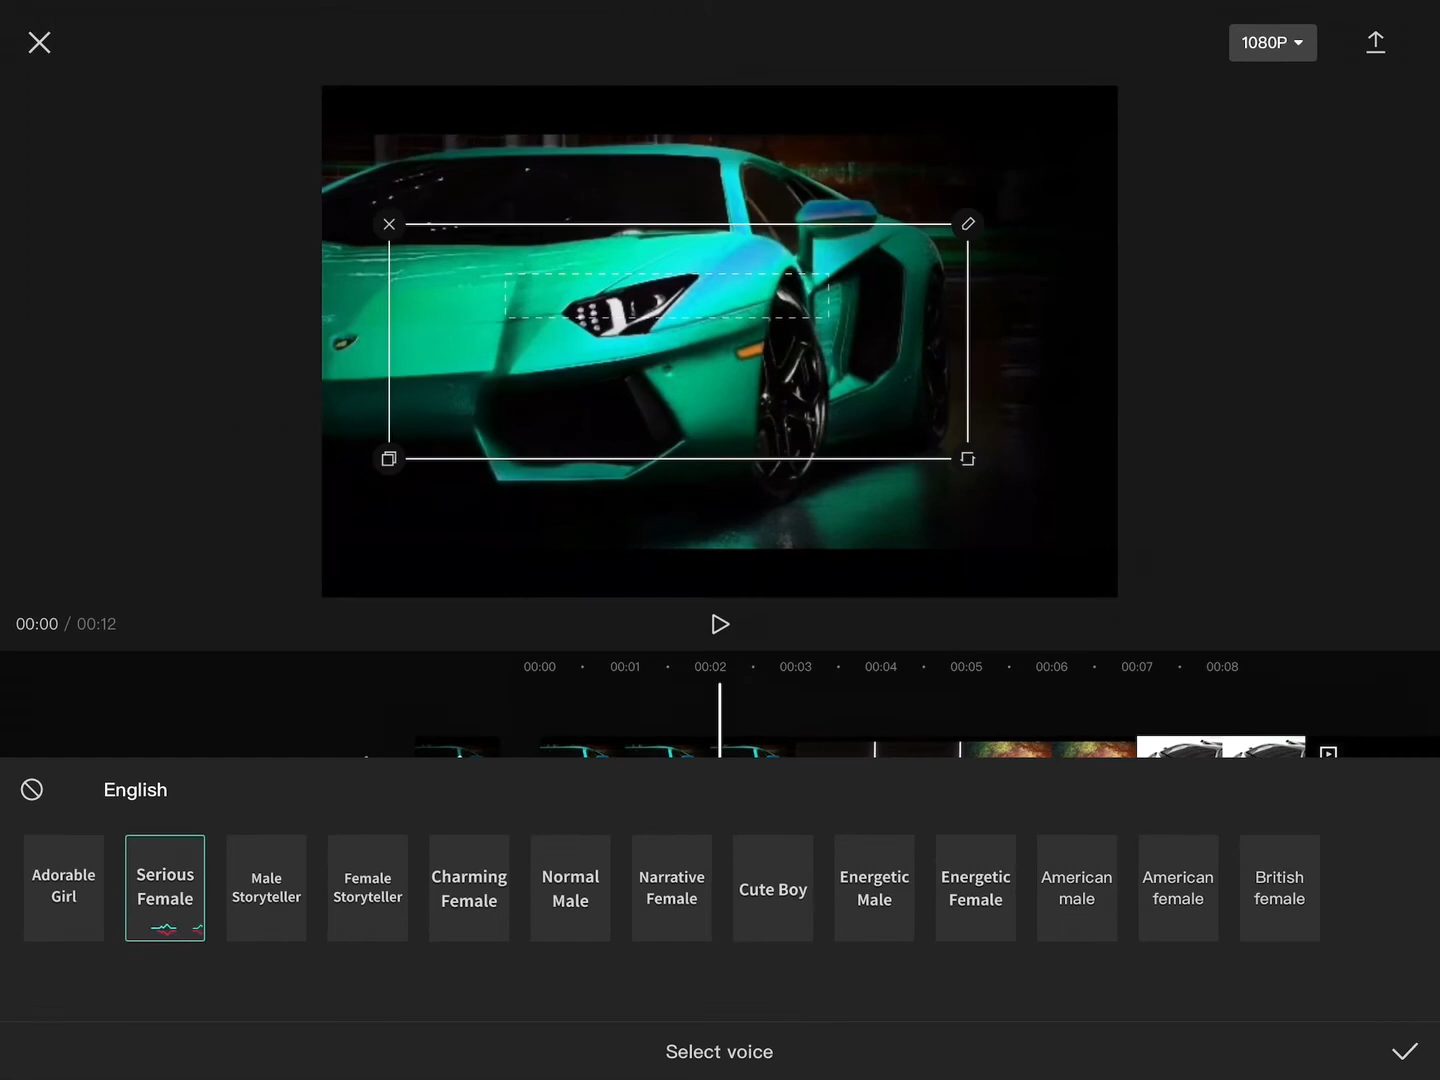 1080P
00:00 / 00:12
00:00 00:01 00:02 00:03 00:04 00:05 00:06 00:07 00:08
English
Adorable
Girl
Serious
Female
Male
Storyteller
Female
Storyteller
Charming
Female
Normal
Male
Narrative
Female
Cute Boy
Energetic
Male
Energetic
Female
American
male
American
female
British
female
Select voice